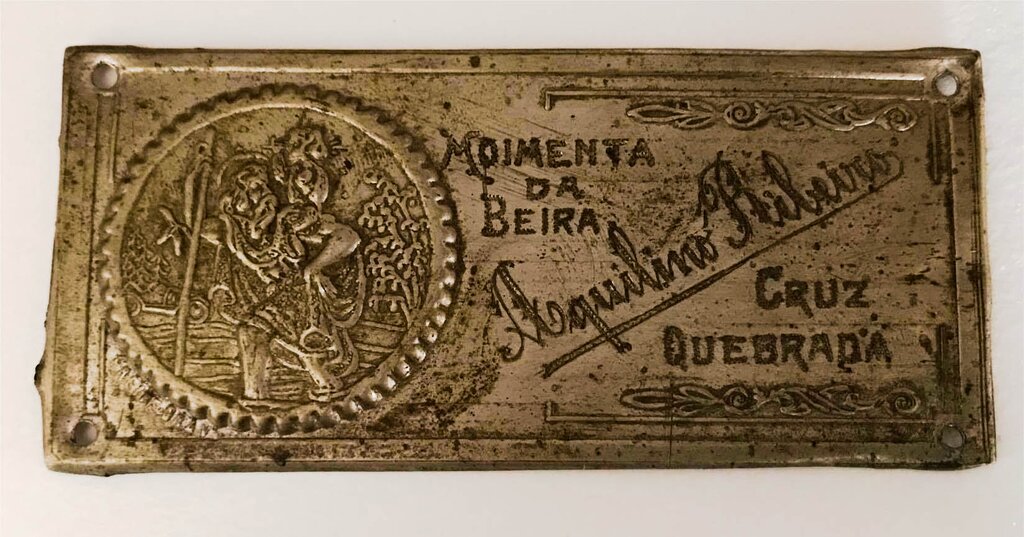 MOIMENTA
DA
BEIRA
Aquilino Ribeiro
CRUZ
QUEBRADA